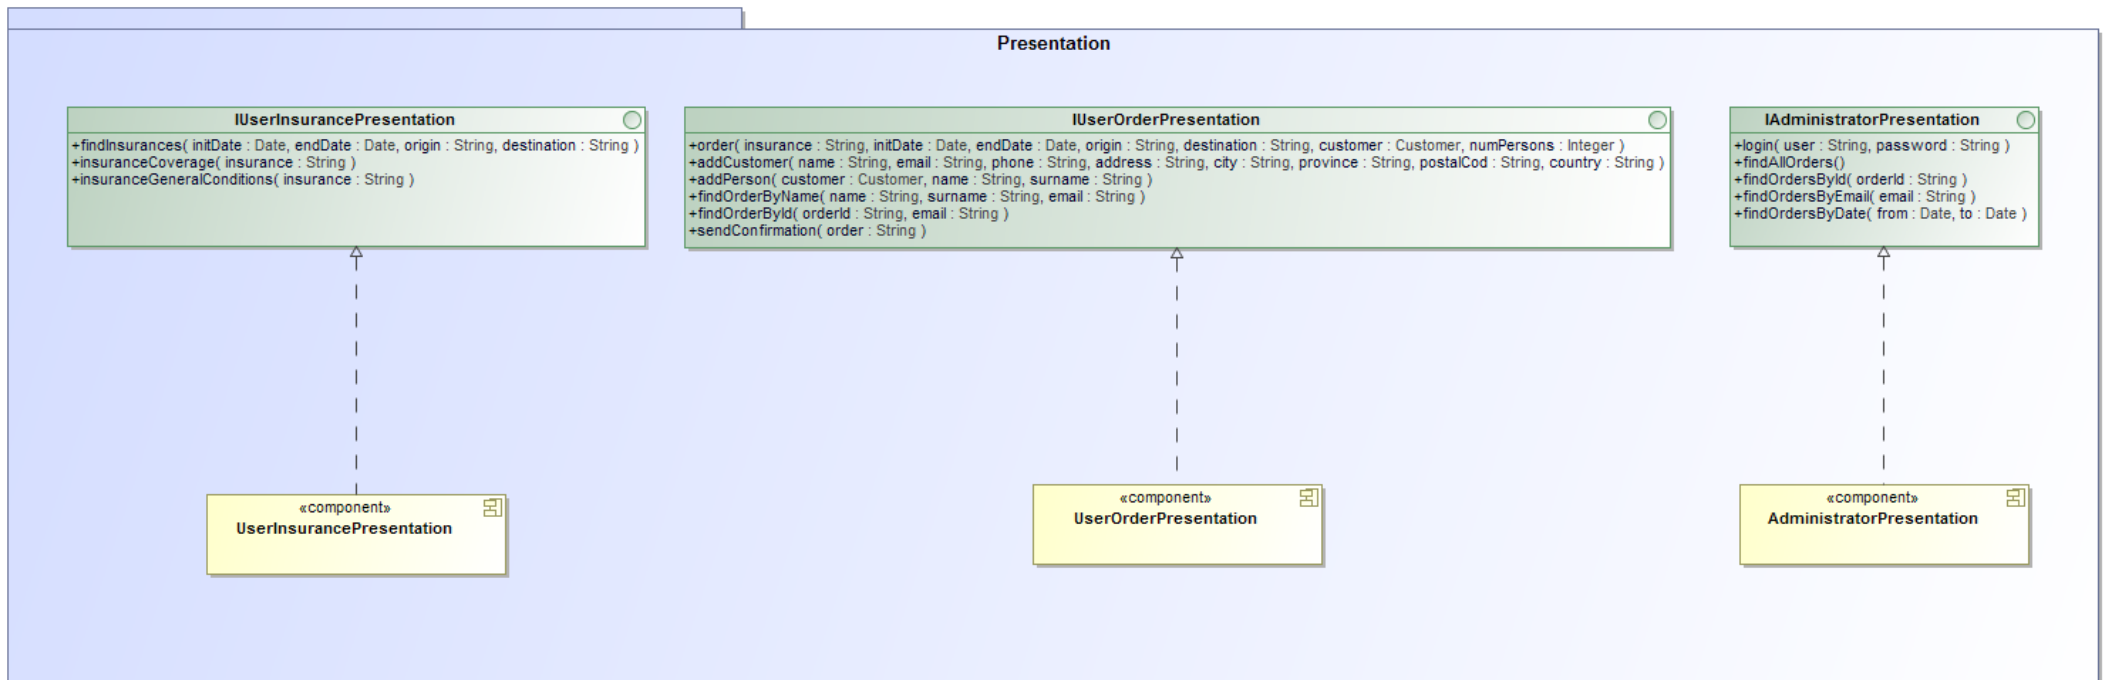 Presentation
IUserInsurancePresentation
+findInsurances( initDate : Date, endDate : Date, origin : String, destination : String )
+insuranceCoverage( insurance : String )
+insuranceGeneralConditions( insurance : String )
IUserOrderPresentation
+order( insurance : String, initDate : Date, endDate : Date, origin : String, destination : String, customer : Customer, numPersons : Integer )
+addCustomer( name : String, email : String, phone : String, address : String, city : String, province : String, postalCod : String, country : String )
+addPerson( customer : Customer, name : String, surname : String )
+findOrderByName( name : String, surname : String, email : String )
+findOrderById( orderId : String, email : String )
+sendConfirmation( order : String )
IAdministratorPresentation
+login( user : String, password : String )
+findAllOrders()
+findOrdersById( orderId : String )
+findOrdersByEmail( email : String )
+findOrdersByDate( from : Date, to : Date )
«component»
UserInsurancePresentation
«component»
UserOrderPresentation
«component»
AdministratorPresentation